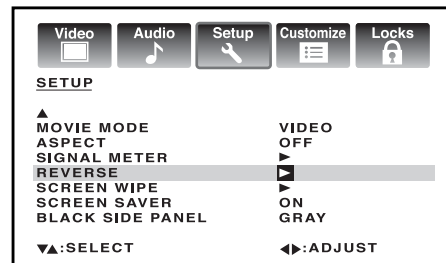 Video Audio Setup Customize Locks
SETUP
▲
MOVIE MODE VIDEO
ASPECT OFF
SIGNAL METER ►
REVERSE ►
SCREEN WIPE ►
SCREEN SAVER ON
BLACK SIDE PANEL GRAY
▼▲:SELECT ◄►:ADJUST